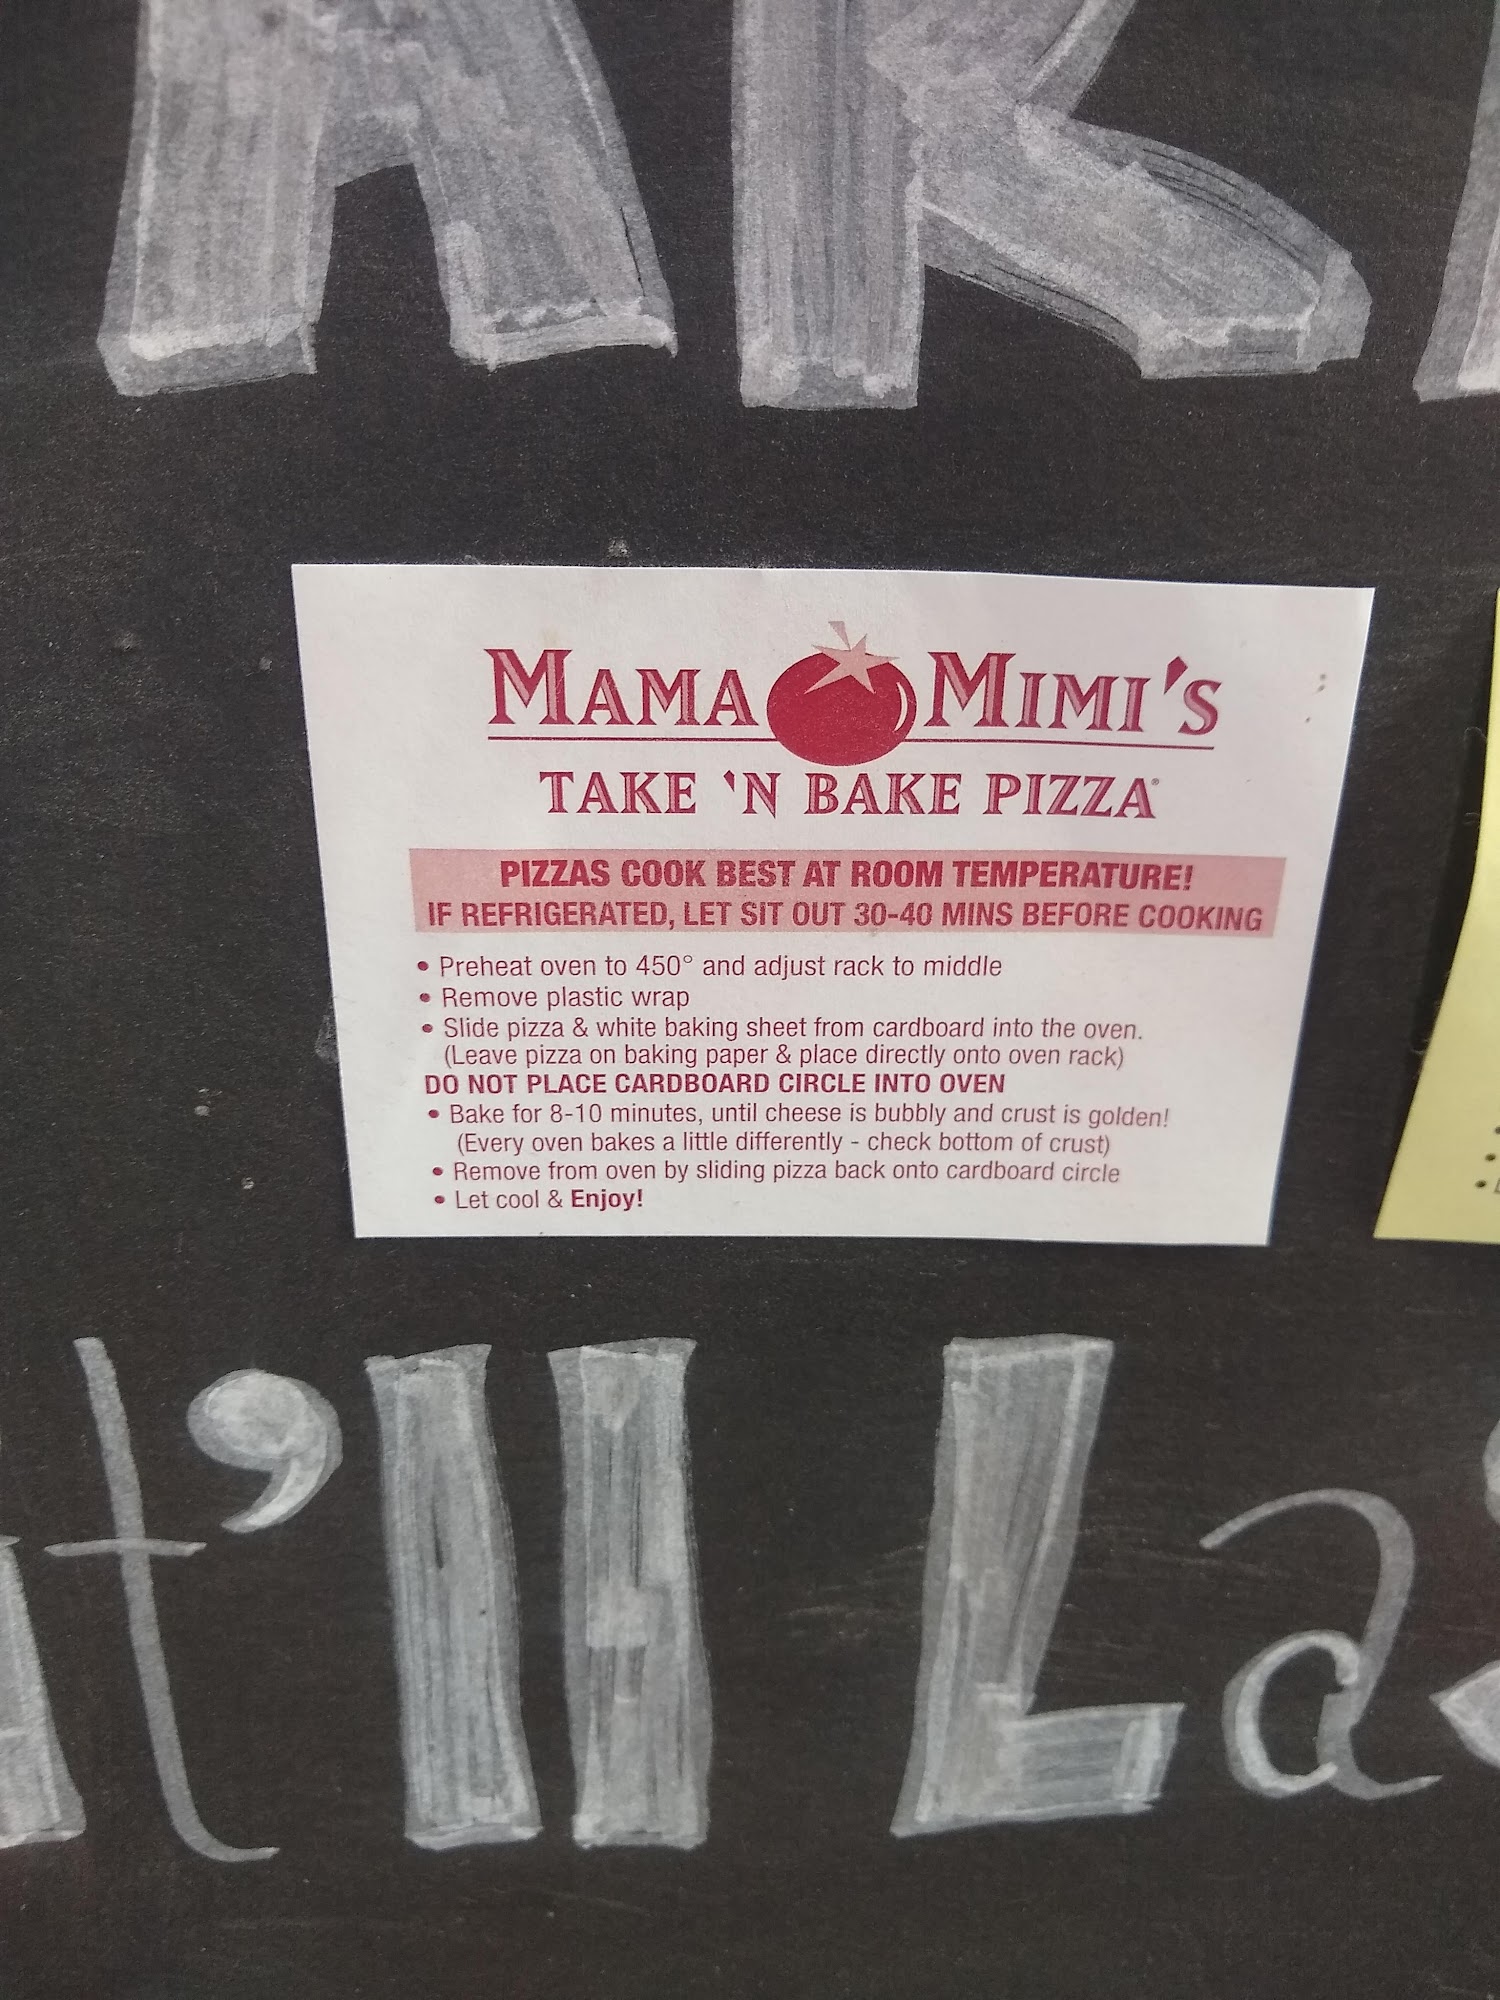 MAMA MIMI'S
TAKE 'N BAKE PIZZA
PIZZAS COOK BEST AT ROOM TEMPERATURE!
IF REFRIGERATED, LET SIT OUT 30-40 MINS BEFORE COOKING
• Preheat oven to 450° and adjust rack to middle
• Remove plastic wrap
• Slide pizza & white baking sheet from cardboard into the oven.
(Leave pizza on baking paper & place directly onto oven rack)
DO NOT PLACE CARDBOARD CIRCLE INTO OVEN
• Bake for 8-10 minutes, until cheese is bubbly and crust is golden!
(Every oven bakes a little differently - check bottom of crust)
• Remove from oven by sliding pizza back onto cardboard circle
• Let cool & Enjoy!